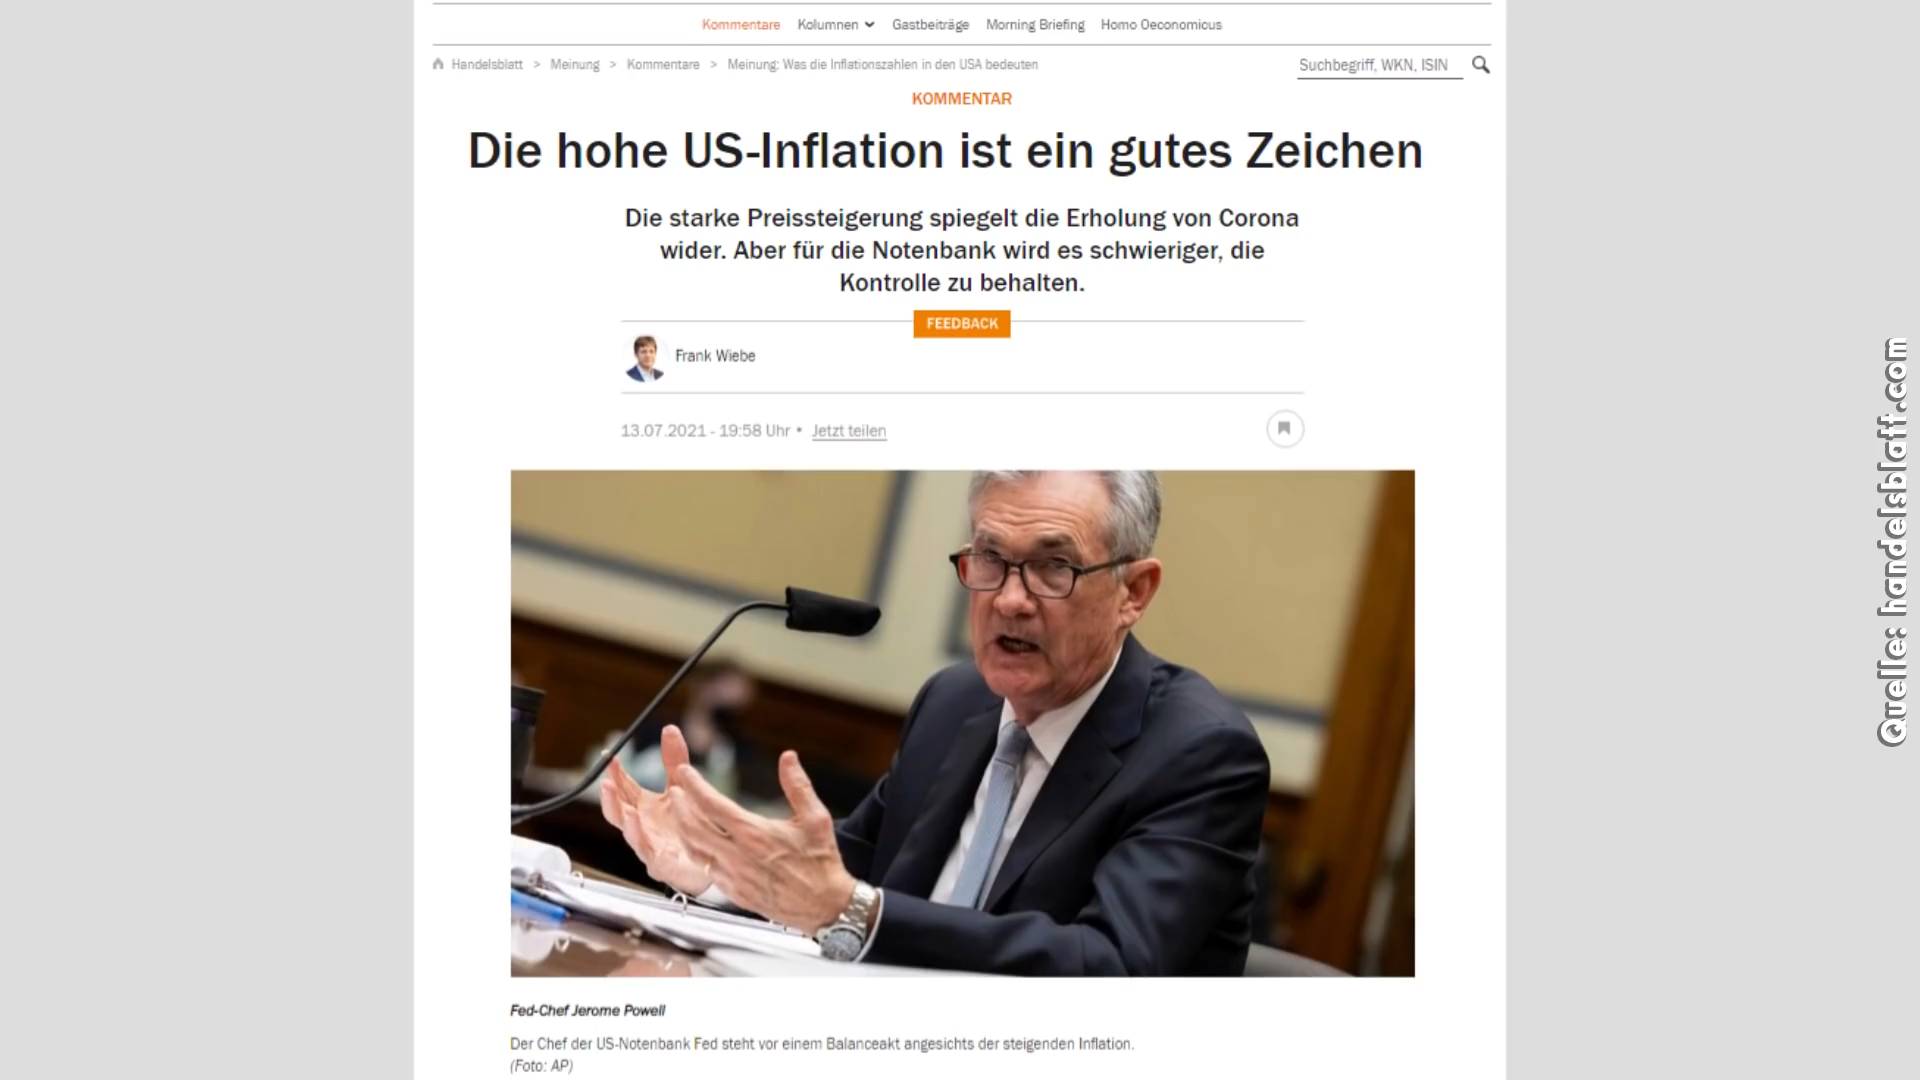 Kommentare Kolumnen Gastbeiträge Morning Briefing Homo Oeconomicus
Handelsblatt > Meinung > Kommentare > Meinung: Was die Inflationszahlen in den USA bedeuten
Suchbegriff, WKN, ISIN
KOMMENTAR
Die hohe US-Inflation ist ein gutes Zeichen
Die starke Preissteigerung spiegelt die Erholung von Corona
wider. Aber für die Notenbank wird es schwieriger, die
Kontrolle zu behalten.
FEEDBACK
Frank Wiebe
13.07.2021 - 19:58 Uhr • Jetzt teilen
Fed-Chef Jerome Powell
Der Chef der US-Notenbank Fed steht vor einem Balanceakt angesichts der steigenden Inflation.
(Foto: AP)
Quelle: handelsblatt.com